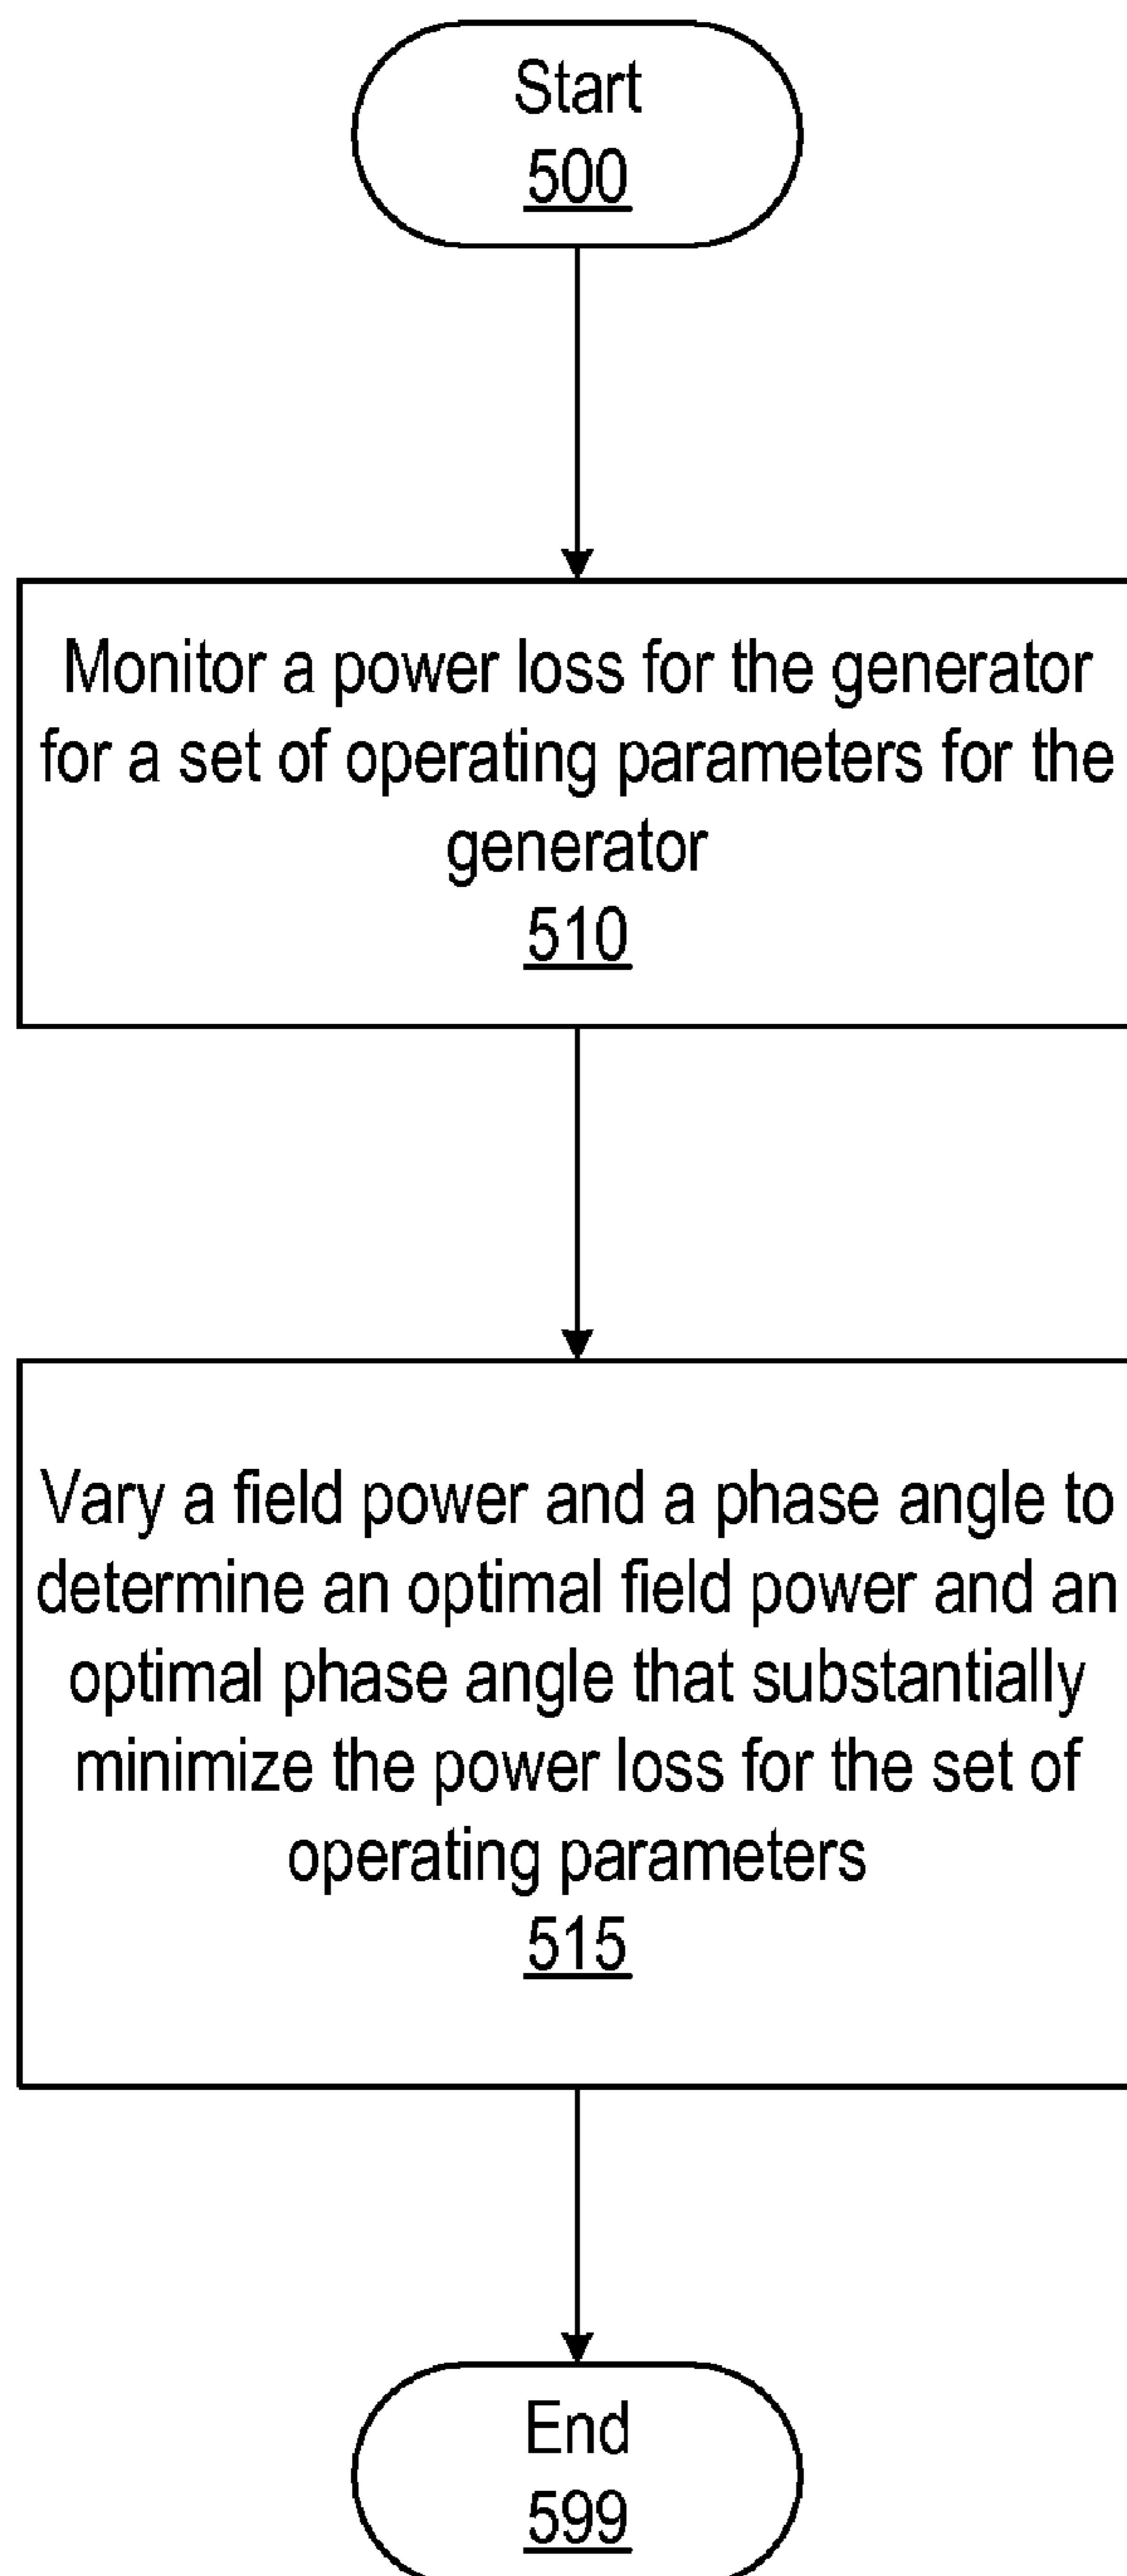 Start
500
Monitor a power loss for the generator
for a set of operating parameters for the
generator
510
Vary a field power and a phase angle to
determine an optimal field power and an
optimal phase angle that substantially
minimize the power loss for the set of
operating parameters
515
End
599